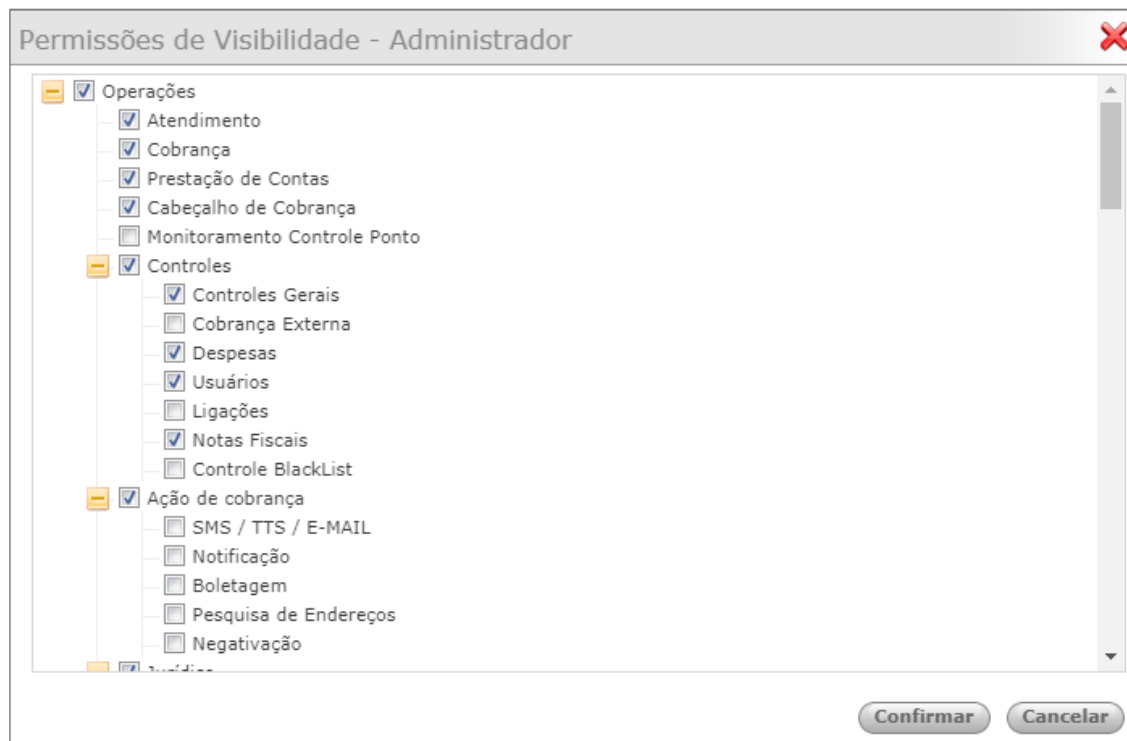 Permissões de Visibilidade - Administrador
Operações
Atendimento
Cobrança
Prestação de Contas
Cabeçalho de Cobrança
Monitoramento Controle Ponto
Controles
Controles Gerais
Cobrança Externa
Despesas
Usuários
Ligações
Notas Fiscais
Controle BlackList
Ação de cobrança
SMS / TTS / E-MAIL
Notificação
Boletagem
Pesquisa de Endereços
Negativação
Confirmar Cancelar